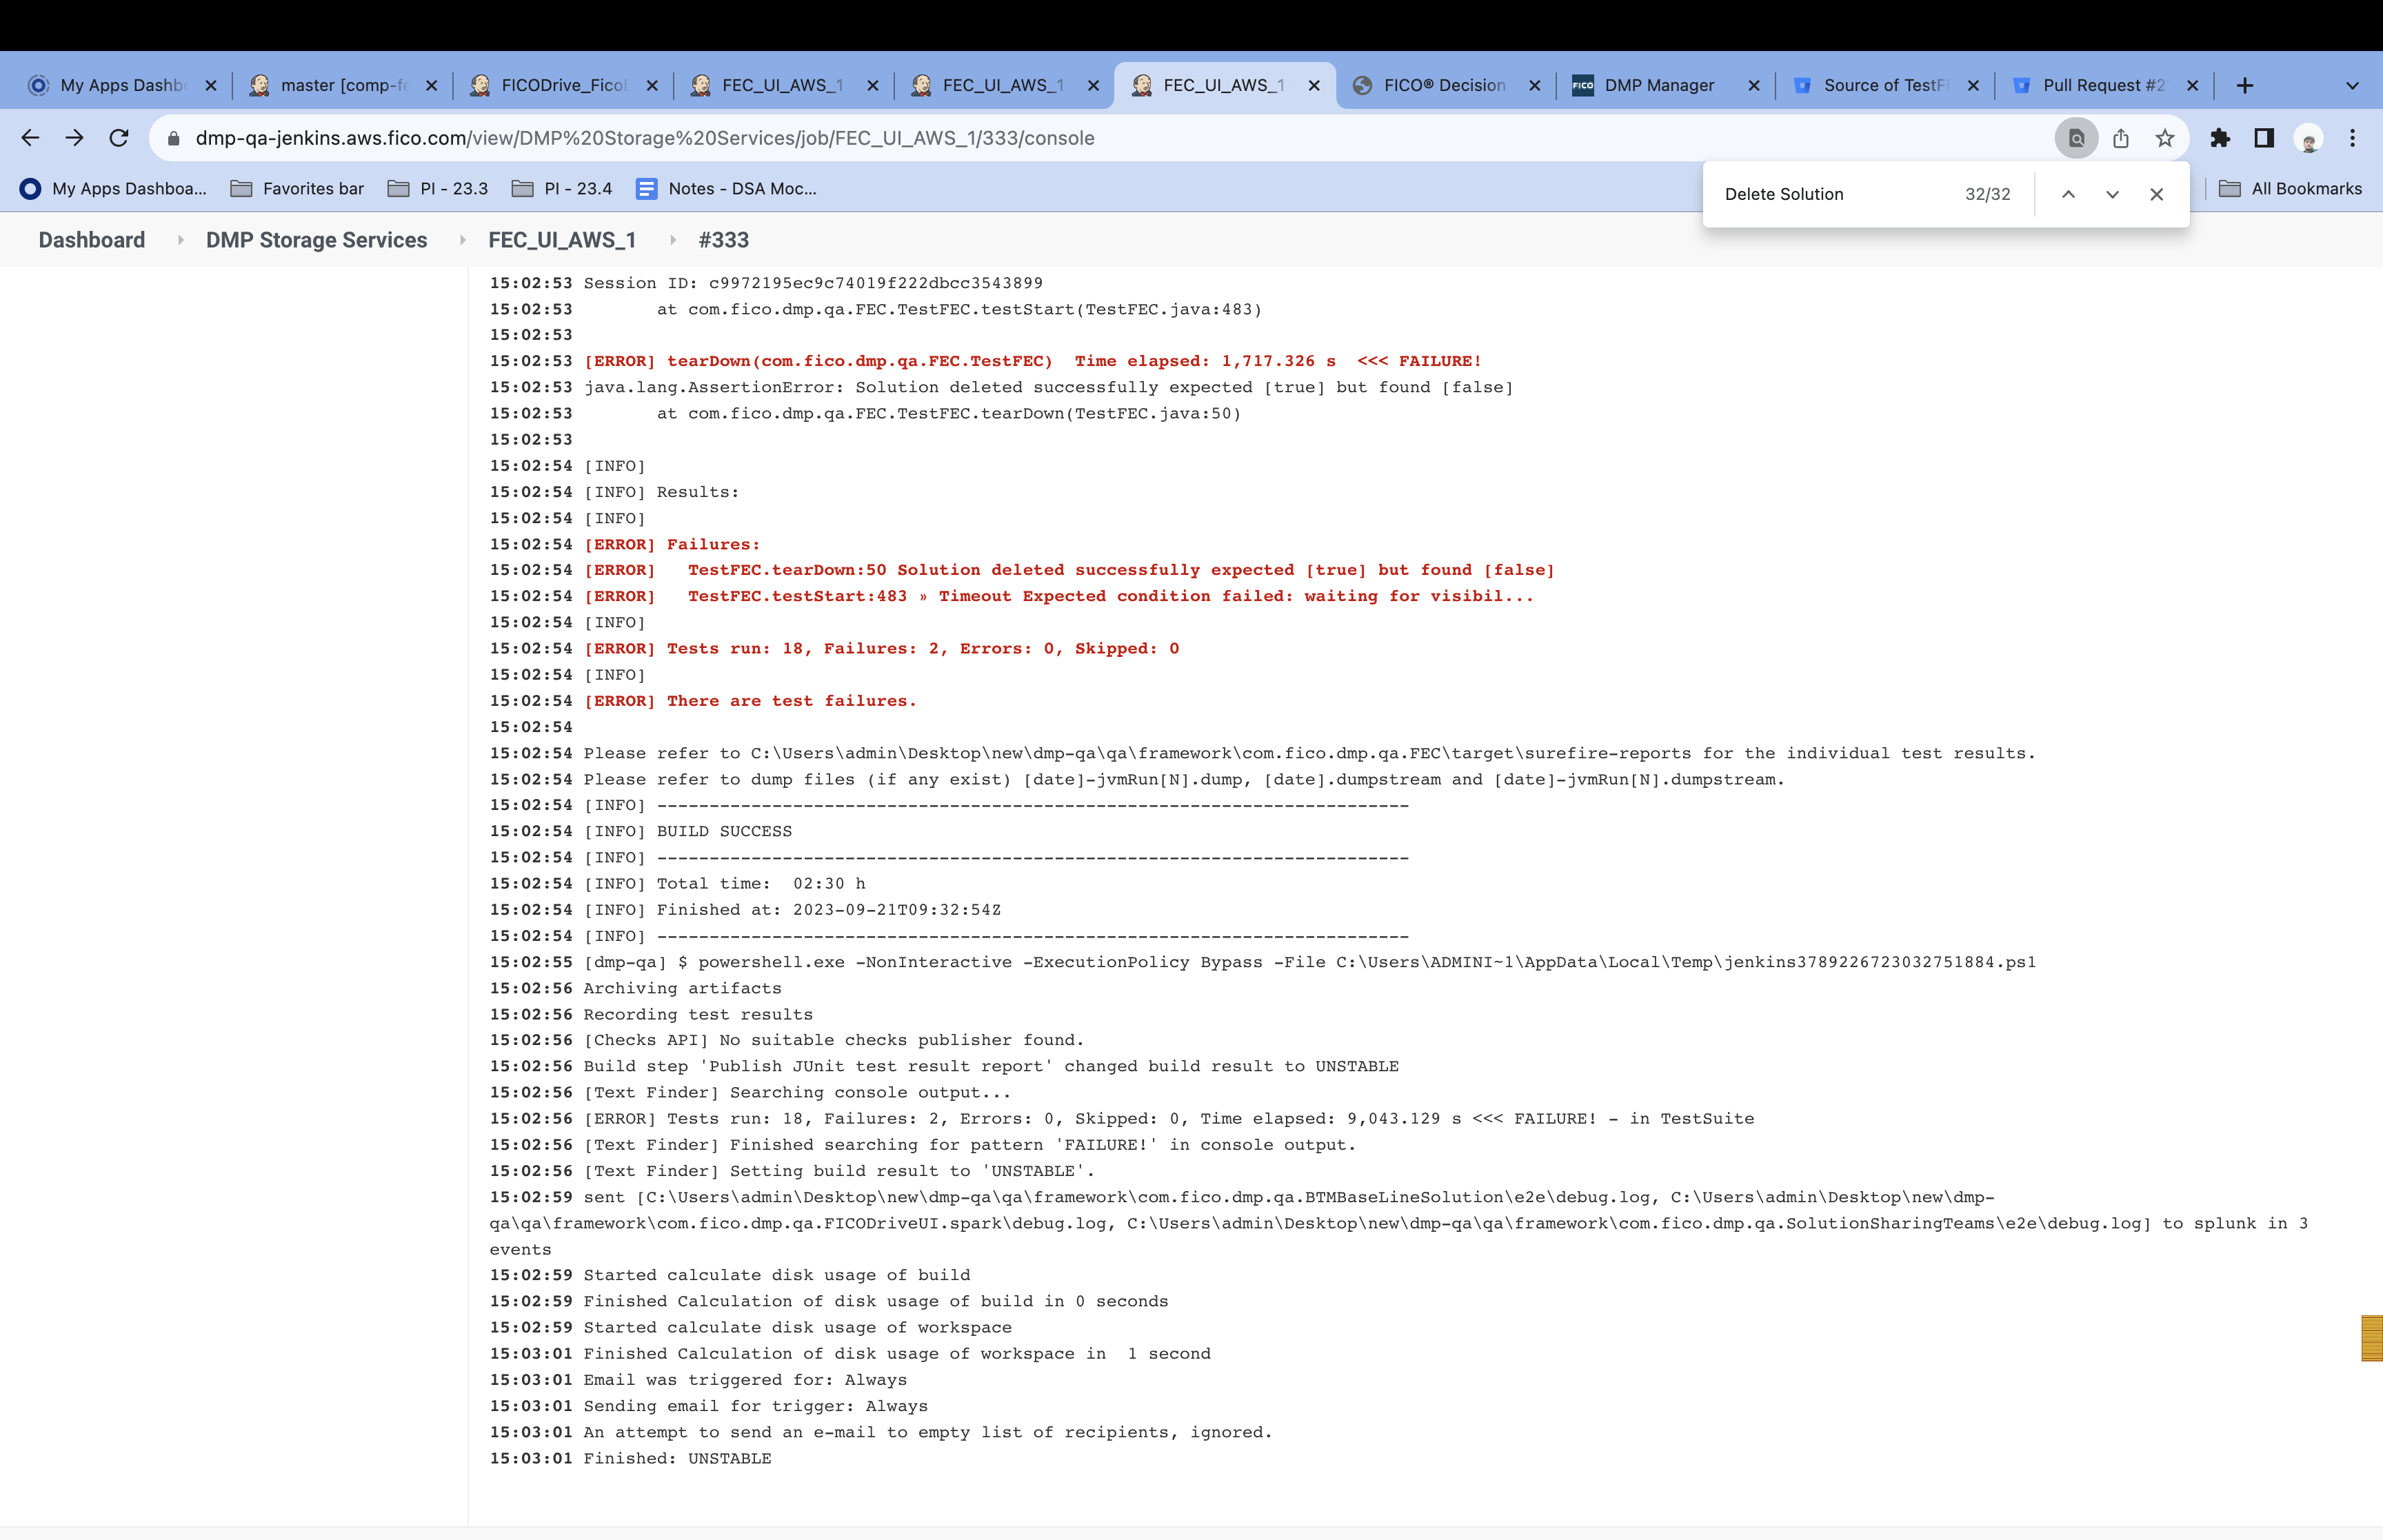 My Apps Dashb
master [comp-fe
FICODrive_Fico
FEC_UI_AWS_1
FEC_UI_AWS_1
FEC_UI_AWS_1
FICO® Decision
FICO DMP Manager
Source of TestF
Pull Request #2
dmp-qa-jenkins.aws.fico.com/view/DMP%20Storage%20Services/job/FEC_UI_AWS_1/333/console
My Apps Dashboa...
Favorites bar
PI - 23.3
PI - 23.4
Notes - DSA Moc...
Delete Solution 32/32
All Bookmarks
Dashboard DMP Storage Services FEC_UI_AWS_1 #333
15:02:53 Session ID: c9972195ec9c74019f222dbcc3543899
15:02:53 at com.fico.dmp.qa.FEC.TestFEC.testStart(TestFEC.java:483)
15:02:53
15:02:53 [ERROR] tearDown(com.fico.dmp.qa.FEC.TestFEC) Time elapsed: 1,717.326 s <<< FAILURE!
15:02:53 java.lang.AssertionError: Solution deleted successfully expected [true] but found [false]
15:02:53 at com.fico.dmp.qa.FEC.TestFEC.tearDown(TestFEC.java:50)
15:02:53
15:02:54 [INFO]
15:02:54 [INFO] Results:
15:02:54 [INFO]
15:02:54 [ERROR] Failures:
15:02:54 [ERROR] TestFEC.tearDown:50 Solution deleted successfully expected [true] but found [false]
15:02:54 [ERROR] TestFEC.testStart:483 » Timeout Expected condition failed: waiting for visibil...
15:02:54 [INFO]
15:02:54 [ERROR] Tests run: 18, Failures: 2, Errors: 0, Skipped: 0
15:02:54 [INFO]
15:02:54 [ERROR] There are test failures.
15:02:54
15:02:54 Please refer to C:\Users\admin\Desktop\new\dmp-qa\qa\framework\com.fico.dmp.qa.FEC\target\surefire-reports for the individual test results.
15:02:54 Please refer to dump files (if any exist) [date]-jvmRun[N].dump, [date].dumpstream and [date]-jvmRun[N].dumpstream.
15:02:54 [INFO] ------------------------------------------------------------------------
15:02:54 [INFO] BUILD SUCCESS
15:02:54 [INFO] ------------------------------------------------------------------------
15:02:54 [INFO] Total time: 02:30 h
15:02:54 [INFO] Finished at: 2023-09-21T09:32:54Z
15:02:54 [INFO] ------------------------------------------------------------------------
15:02:55 [dmp-qa] $ powershell.exe -NonInteractive -ExecutionPolicy Bypass -File C:\Users\ADMINI~1\AppData\Local\Temp\jenkins3789226723032751884.ps1
15:02:56 Archiving artifacts
15:02:56 Recording test results
15:02:56 [Checks API] No suitable checks publisher found.
15:02:56 Build step 'Publish JUnit test result report' changed build result to UNSTABLE
15:02:56 [Text Finder] Searching console output...
15:02:56 [ERROR] Tests run: 18, Failures: 2, Errors: 0, Skipped: 0, Time elapsed: 9,043.129 s <<< FAILURE! - in TestSuite
15:02:56 [Text Finder] Finished searching for pattern 'FAILURE!' in console output.
15:02:56 [Text Finder] Setting build result to 'UNSTABLE'.
15:02:59 sent [C:\Users\admin\Desktop\new\dmp-qa\qa\framework\com.fico.dmp.qa.BTMBaseLineSolution\e2e\debug.log, C:\Users\admin\Desktop\new\dmp-
qa\qa\framework\com.fico.dmp.qa.FICODriveUI.spark\debug.log, C:\Users\admin\Desktop\new\dmp-qa\qa\framework\com.fico.dmp.qa.SolutionSharingTeams\e2e\debug.log] to splunk in 3
events
15:02:59 Started calculate disk usage of build
15:02:59 Finished Calculation of disk usage of build in 0 seconds
15:02:59 Started calculate disk usage of workspace
15:03:01 Finished Calculation of disk usage of workspace in 1 second
15:03:01 Email was triggered for: Always
15:03:01 Sending email for trigger: Always
15:03:01 An attempt to send an e-mail to empty list of recipients, ignored.
15:03:01 Finished: UNSTABLE